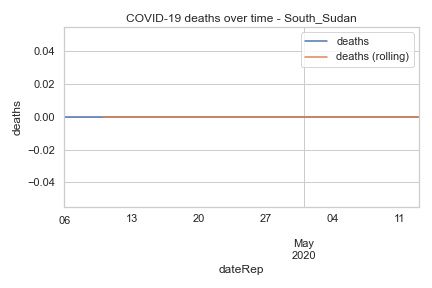 COVID-19 deaths over time - South_Sudan
deaths
deaths (rolling)
0.04
0.02
0.00
−0.02
−0.04
deaths
06
13
20
27
04
11
May
2020
dateRep